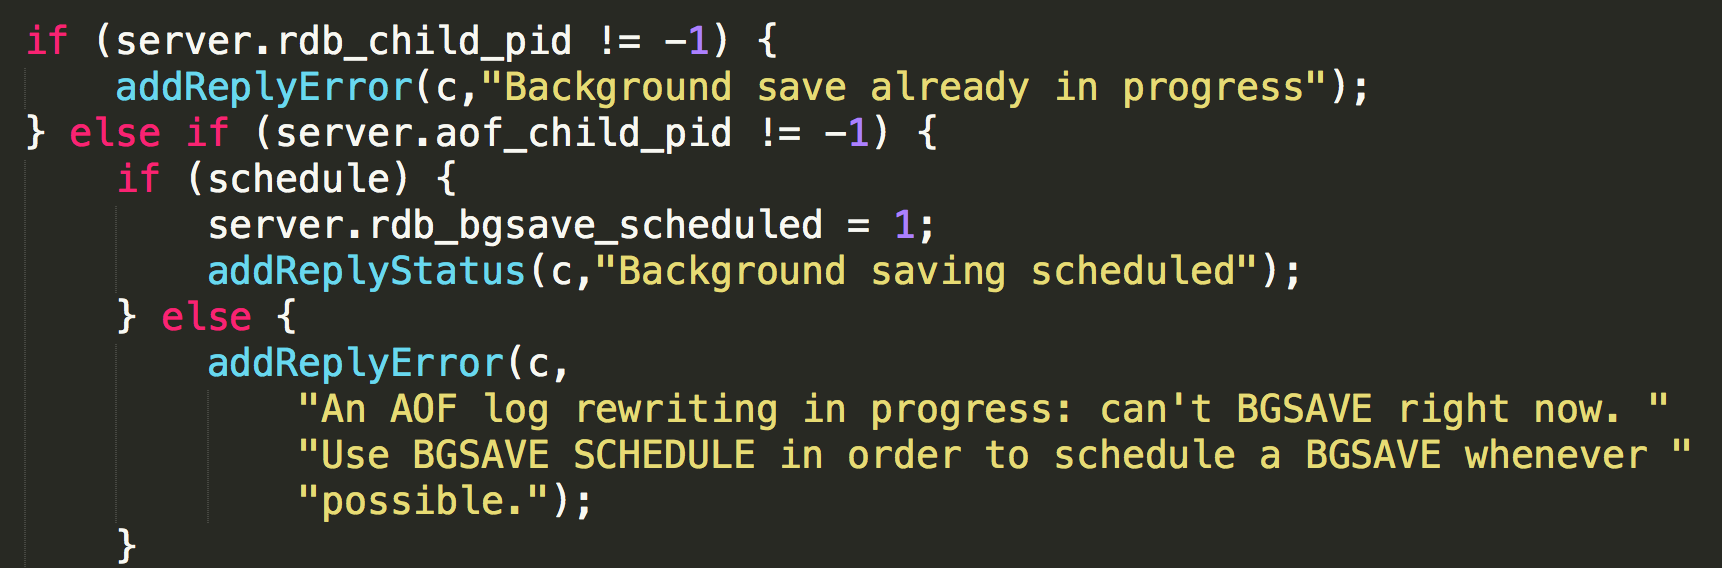 if (server.rdb_child_pid != -1) {
    addReplyError(c,"Background save already in progress");
} else if (server.aof_child_pid != -1) {
    if (schedule) {
        server.rdb_bgsave_scheduled = 1;
        addReplyStatus(c,"Background saving scheduled");
    } else {
        addReplyError(c,
            "An AOF log rewriting in progress: can't BGSAVE right now. "
            "Use BGSAVE SCHEDULE in order to schedule a BGSAVE whenever "
            "possible.");
    }